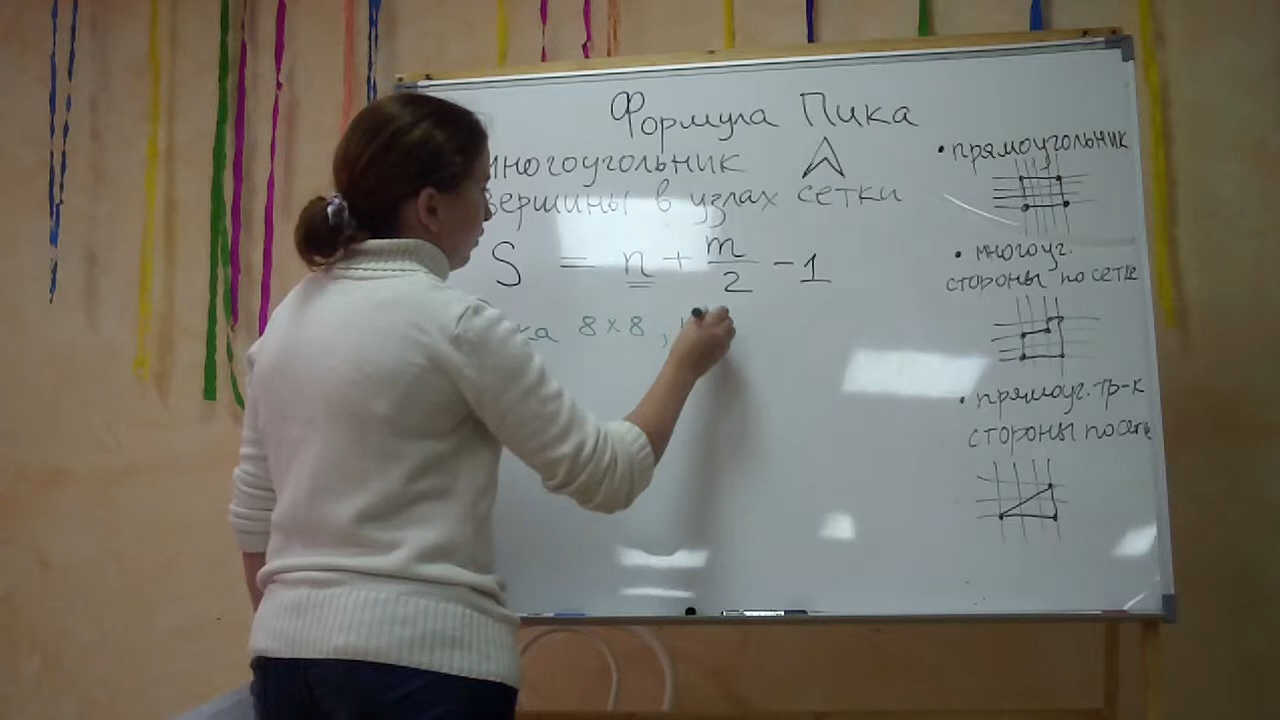 Формула Пика
многоугольник
вершины в узлах сетки
S = n + m/2 - 1
8 x 8,
• прямоугольник
• многоуг.
стороны по сетке
• прямоуг. тр-к
стороны по сетке